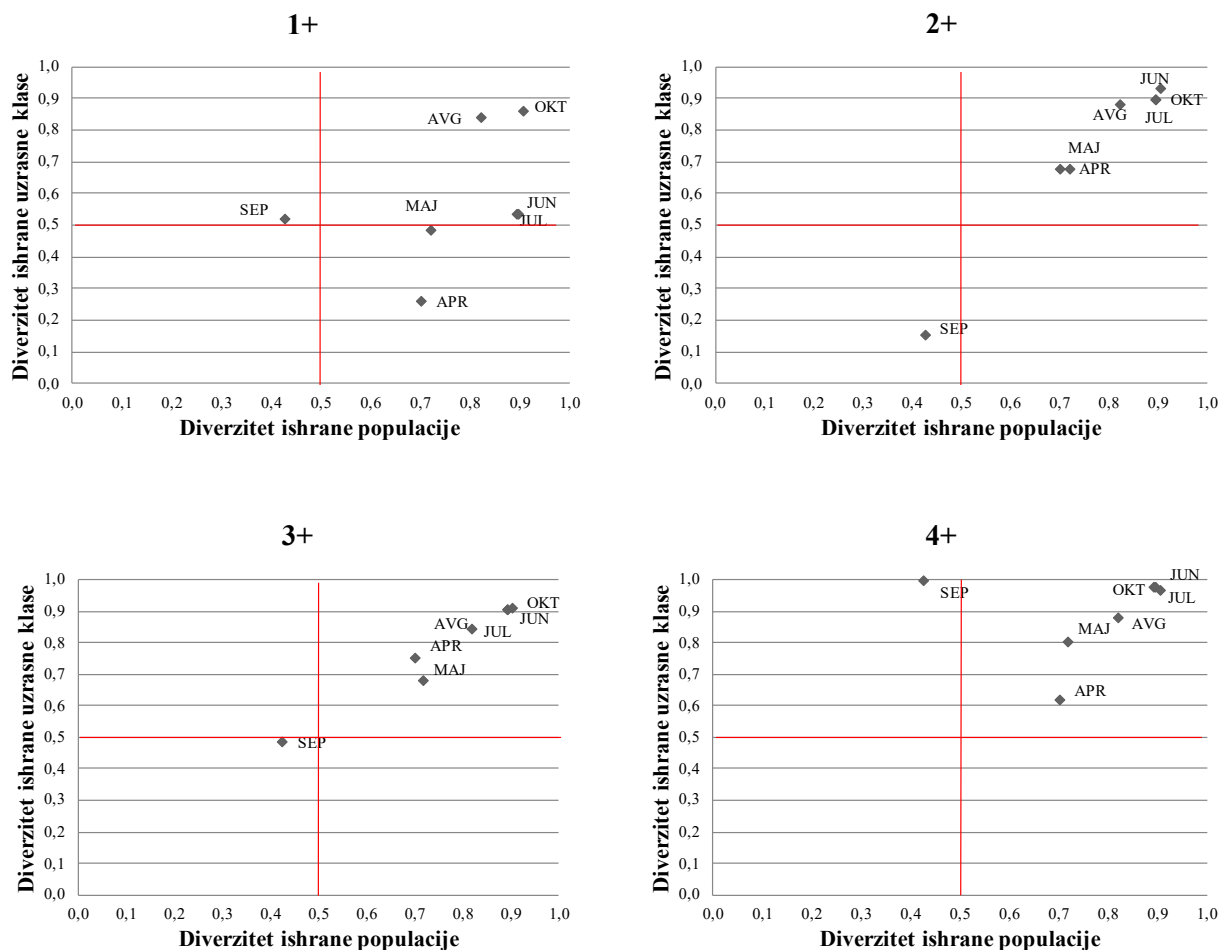 1+
Diverzitet ishrane uzrasne klase
1,0
0,9
0,8
0,7
0,6
0,5
0,4
0,3
0,2
0,1
0,0
OKT
AVG
SEP
MAJ
JUN
JUL
APR
0,0 0,1 0,2 0,3 0,4 0,5 0,6 0,7 0,8 0,9 1,0
Diverzitet ishrane populacije
2+
Diverzitet ishrane uzrasne klase
1,0
0,9
0,8
0,7
0,6
0,5
0,4
0,3
0,2
0,1
0,0
JUN
OKT
AVG
JUL
MAJ
APR
SEP
0,0 0,1 0,2 0,3 0,4 0,5 0,6 0,7 0,8 0,9 1,0
Diverzitet ishrane populacije
3+
Diverzitet ishrane uzrasne klase
1,0
0,9
0,8
0,7
0,6
0,5
0,4
0,3
0,2
0,1
0,0
OKT
JUN
AVG
JUL
APR
MAJ
SEP
0,0 0,1 0,2 0,3 0,4 0,5 0,6 0,7 0,8 0,9 1,0
Diverzitet ishrane populacije
4+
Diverzitet ishrane uzrasne klase
1,0
0,9
0,8
0,7
0,6
0,5
0,4
0,3
0,2
0,1
0,0
JUN
OKT
SEP
JUL
MAJ
AVG
APR
0,0 0,1 0,2 0,3 0,4 0,5 0,6 0,7 0,8 0,9 1,0
Diverzitet ishrane populacije